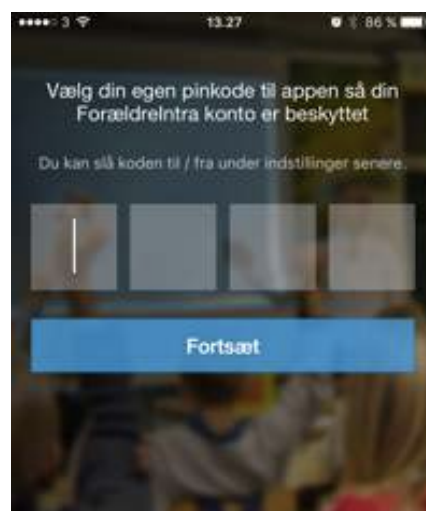 3 13.27 86 %
Vælg din egen pinkode til appen så din
ForældreIntra konto er beskyttet
Du kan slå koden til / fra under indstillinger senere.
Fortsæt